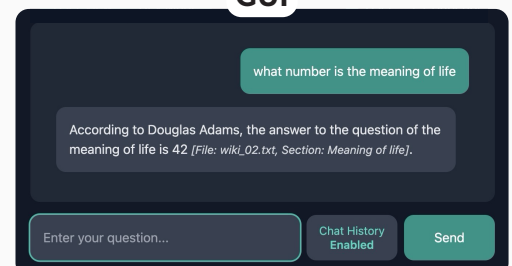 GUI
what number is the meaning of life
According to Douglas Adams, the answer to the question of the
meaning of life is 42 [File: wiki_02.txt, Section: Meaning of life].
Enter your question...
Chat History
Enabled
Send